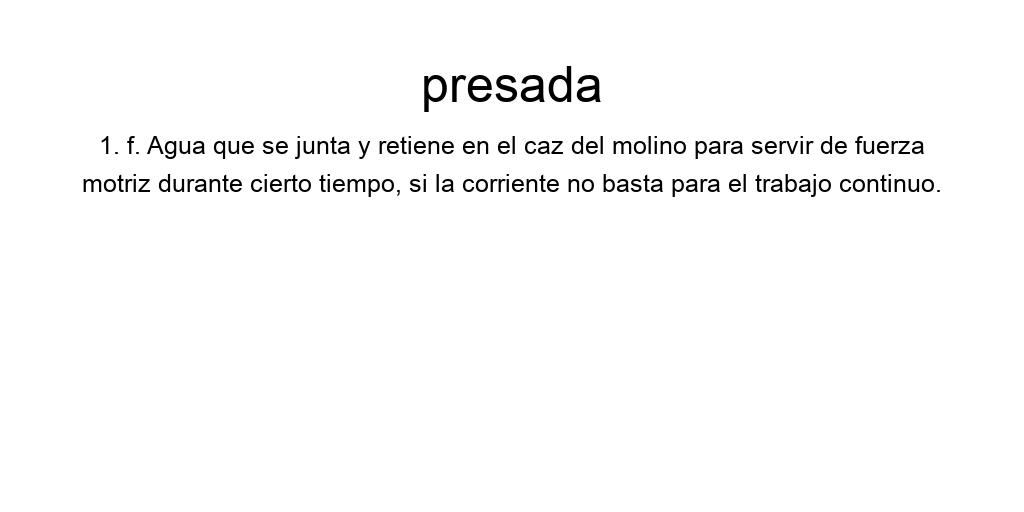 presada
1. f. Agua que se junta y retiene en el caz del molino para servir de fuerza
motriz durante cierto tiempo, si la corriente no basta para el trabajo continuo.